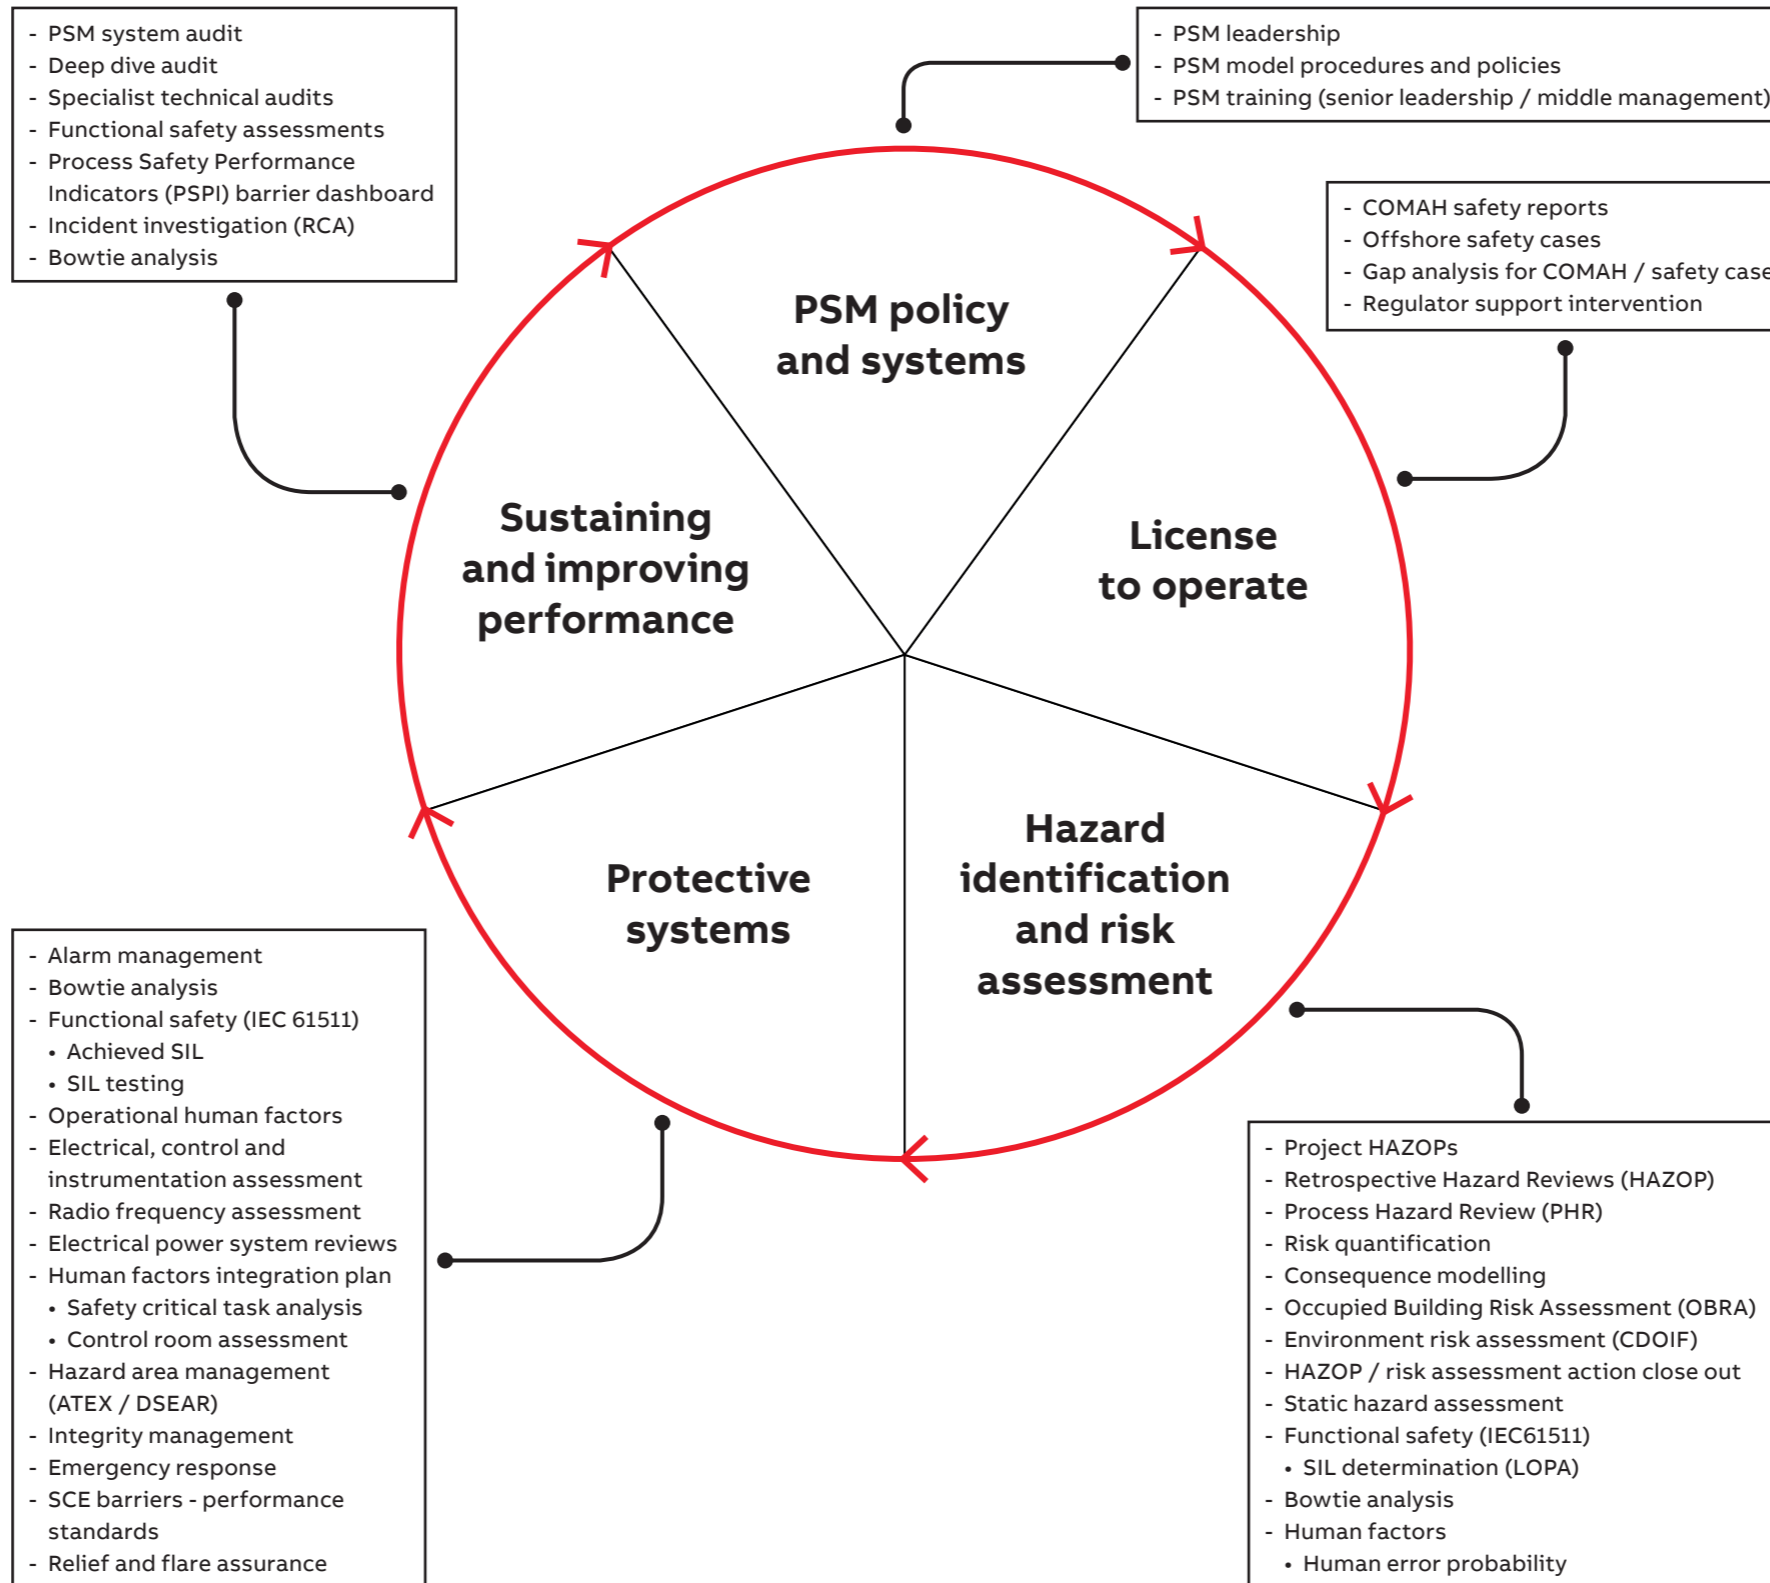 - PSM system audit
- Deep dive audit
- Specialist technical audits
- Functional safety assessments
- Process Safety Performance
Indicators (PSPI) barrier dashboard
- Incident investigation (RCA)
- Bowtie analysis
- PSM leadership
- PSM model procedures and policies
- PSM training (senior leadership / middle management)
- COMAH safety reports
- Offshore safety cases
- Gap analysis for COMAH / safety case
- Regulator support intervention
PSM policy
and systems
License
to operate
Sustaining
and improving
performance
Hazard
identification
and risk
assessment
Protective
systems
- Alarm management
- Bowtie analysis
- Functional safety (IEC 61511)
• Achieved SIL
• SIL testing
- Operational human factors
- Electrical, control and
instrumentation assessment
- Radio frequency assessment
- Electrical power system reviews
- Human factors integration plan
• Safety critical task analysis
• Control room assessment
- Hazard area management
(ATEX / DSEAR)
- Integrity management
- Emergency response
- SCE barriers - performance
standards
- Relief and flare assurance
- Project HAZOPs
- Retrospective Hazard Reviews (HAZOP)
- Process Hazard Review (PHR)
- Risk quantification
- Consequence modelling
- Occupied Building Risk Assessment (OBRA)
- Environment risk assessment (CDOIF)
- HAZOP / risk assessment action close out
- Static hazard assessment
- Functional safety (IEC61511)
• SIL determination (LOPA)
- Bowtie analysis
- Human factors
• Human error probability